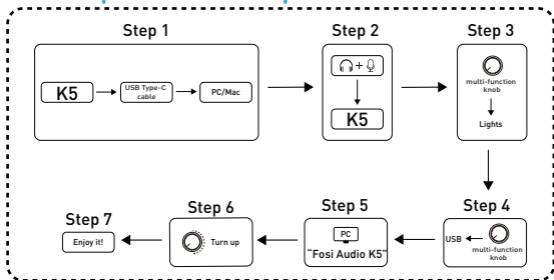 Step 1
K5
USB Type-C
cable
PC/Mac
Step 2
+
K5
Step 3
multi-function
knob
Lights
Step 4
USB
multi-function
knob
Step 5
PC
"Fosi Audio K5"
Step 6
Turn up
Step 7
Enjoy it!